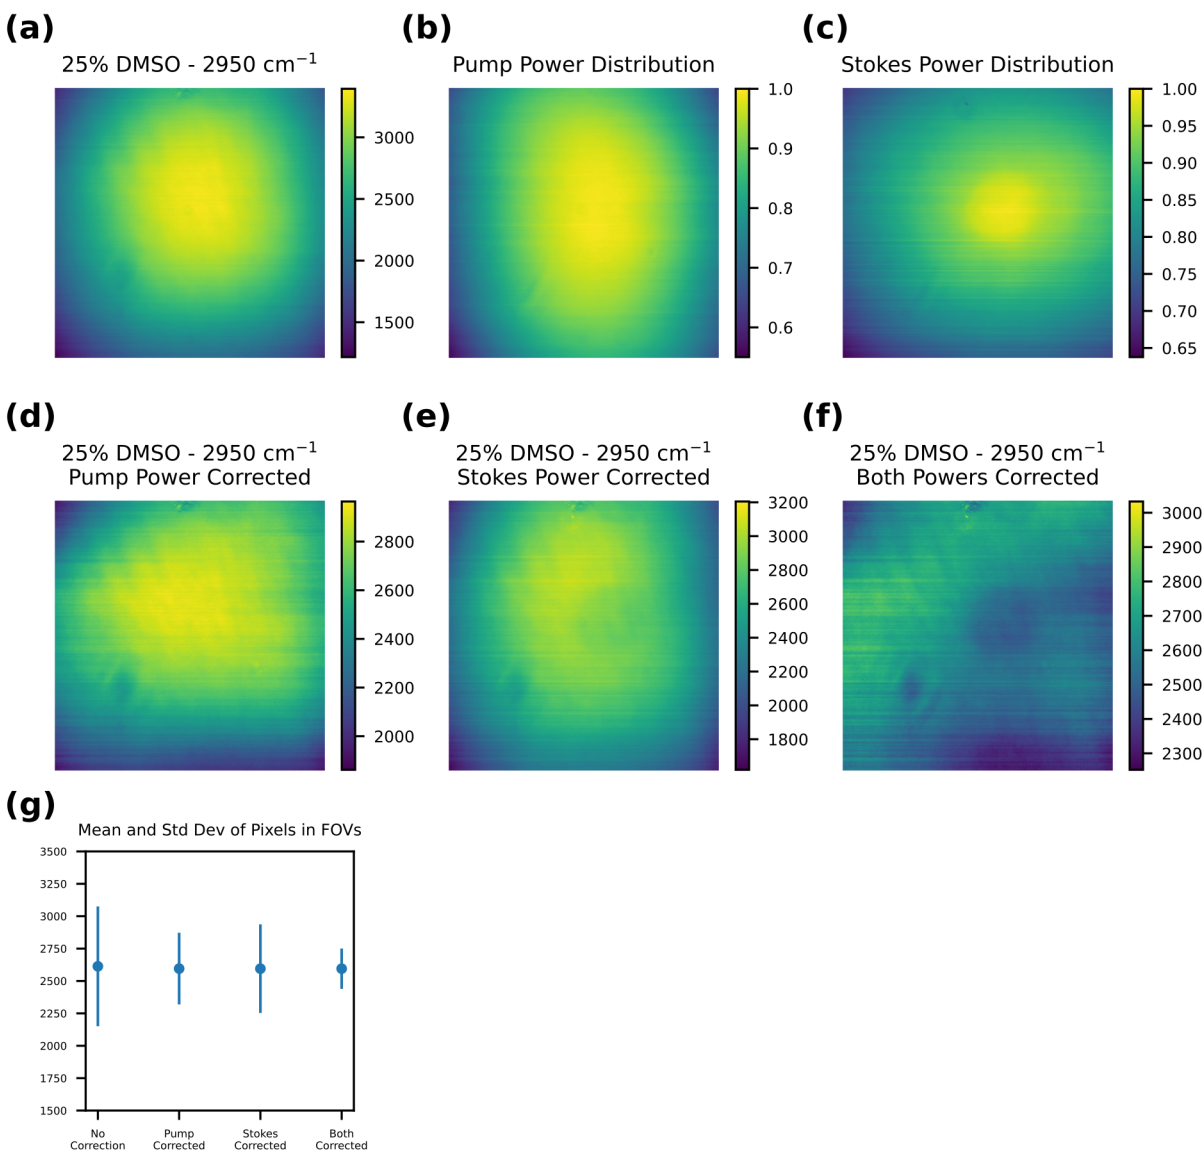 (a)
25% DMSO - 2950 cm⁻¹
3000
2500
2000
1500
(b)
Pump Power Distribution
1.0
0.9
0.8
0.7
0.6
(c)
Stokes Power Distribution
1.00
0.95
0.90
0.85
0.80
0.75
0.70
0.65
(d)
25% DMSO - 2950 cm⁻¹
Pump Power Corrected
2800
2600
2400
2200
2000
(e)
25% DMSO - 2950 cm⁻¹
Stokes Power Corrected
3200
3000
2800
2600
2400
2200
2000
1800
(f)
25% DMSO - 2950 cm⁻¹
Both Powers Corrected
3000
2900
2800
2700
2600
2500
2400
2300
(g)
Mean and Std Dev of Pixels in FOVs
3500
3250
3000
2750
2500
2250
2000
1750
1500
No
Correction
Pump
Corrected
Stokes
Corrected
Both
Corrected